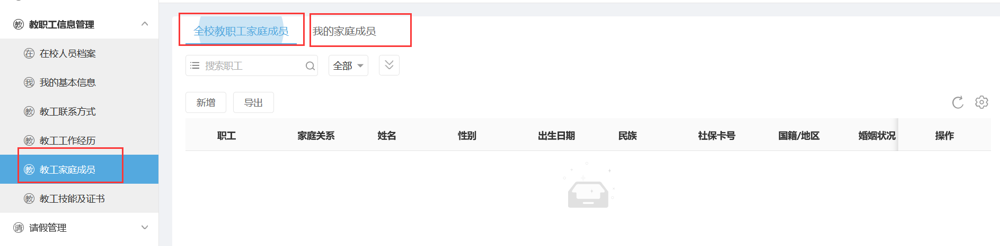 教 教职工信息管理
在 在校人员档案
我 我的基本信息
教 教工联系方式
教 教工工作经历
教 教工家庭成员
教 教工技能及证书
请 请假管理
全校教职工家庭成员 我的家庭成员
搜索职工 全部
新增 导出
职工 家庭关系 姓名 性别 出生日期 民族 社保卡号 国籍/地区 婚姻状况 操作